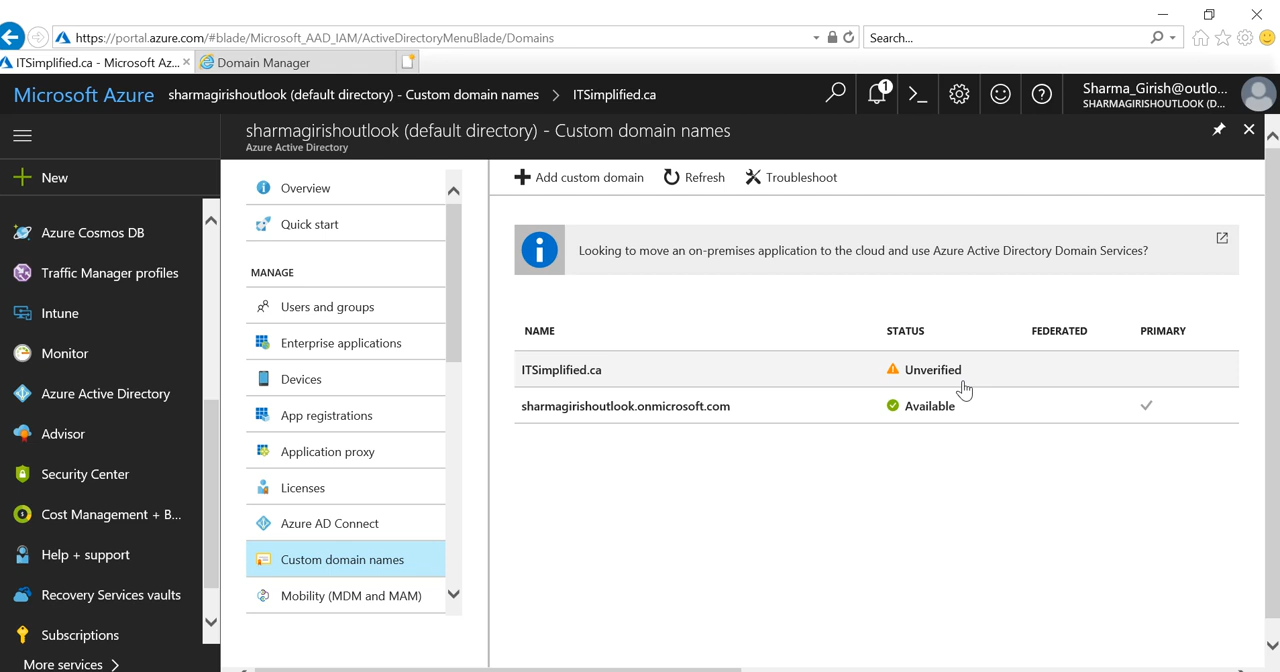 https://portal.azure.com/#blade/Microsoft_AAD_IAM/ActiveDirectoryMenuBlade/Domains
Search...
ITSimplified.ca - Microsoft Az...
Domain Manager
Microsoft Azure
sharmagirishoutlook (default directory) - Custom domain names > ITSimplified.ca
1
Sharma_Girish@outlo...
SHARMAGIRISHOUTLOOK (D...
sharmagirishoutlook (default directory) - Custom domain names
Azure Active Directory
New
Azure Cosmos DB
Traffic Manager profiles
Intune
Monitor
Azure Active Directory
Advisor
Security Center
Cost Management + B...
Help + support
Recovery Services vaults
Subscriptions
More services >
Overview
Quick start
MANAGE
Users and groups
Enterprise applications
Devices
App registrations
Application proxy
Licenses
Azure AD Connect
Custom domain names
Mobility (MDM and MAM)
Add custom domain Refresh Troubleshoot
Looking to move an on-premises application to the cloud and use Azure Active Directory Domain Services?
NAME STATUS FEDERATED PRIMARY
ITSimplified.ca Unverified
sharmagirishoutlook.onmicrosoft.com Available